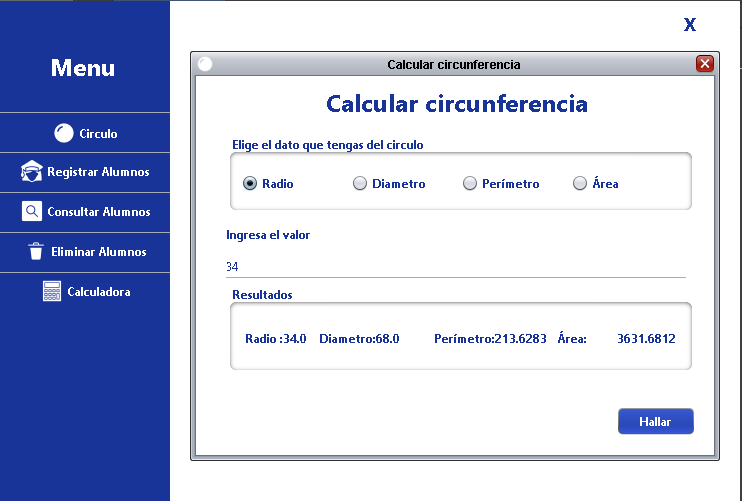 X
Menu
Circulo
Registrar Alumnos
Consultar Alumnos
Eliminar Alumnos
Calculadora
Calcular circunferencia
Calcular circunferencia
Elige el dato que tengas del circulo
Radio Diametro Perímetro Área
Ingresa el valor
34
Resultados
Radio :34.0 Diametro:68.0 Perímetro:213.6283 Área: 3631.6812
Hallar